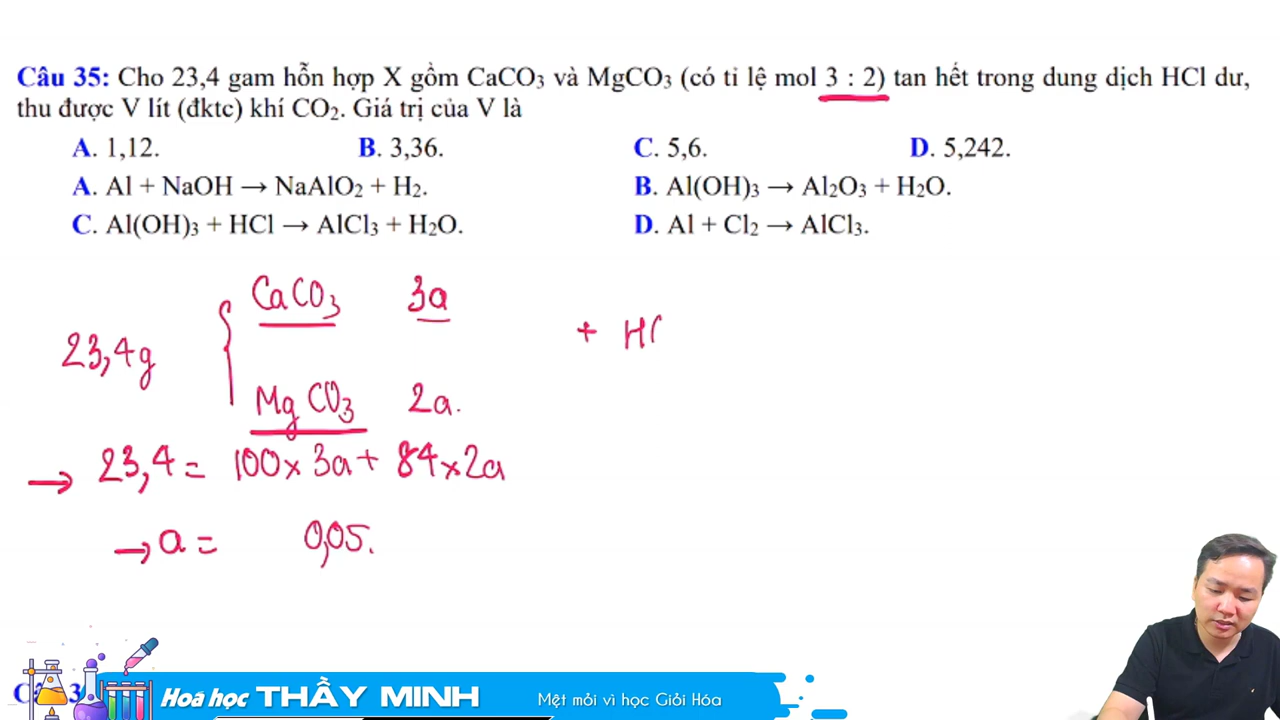 Câu 35: Cho 23,4 gam hỗn hợp X gồm CaCO₃ và MgCO₃ (có tỉ lệ mol 3 : 2) tan hết trong dung dịch HCl dư,
thu được V lít (đktc) khí CO₂. Giá trị của V là
A. 1,12. B. 3,36. C. 5,6. D. 5,242.
A. Al + NaOH → NaAlO₂ + H₂. B. Al(OH)₃ → Al₂O₃ + H₂O.
C. Al(OH)₃ + HCl → AlCl₃ + H₂O. D. Al + Cl₂ → AlCl₃.
CaCO₃ 3a
23,4g + H
MgCO₃ 2a.
→ 23,4 = 100 x 3a + 84 x 2a
→ a = 0,05.
Hoá học THẦY MINH Mệt mỏi vì học Giỏi Hóa